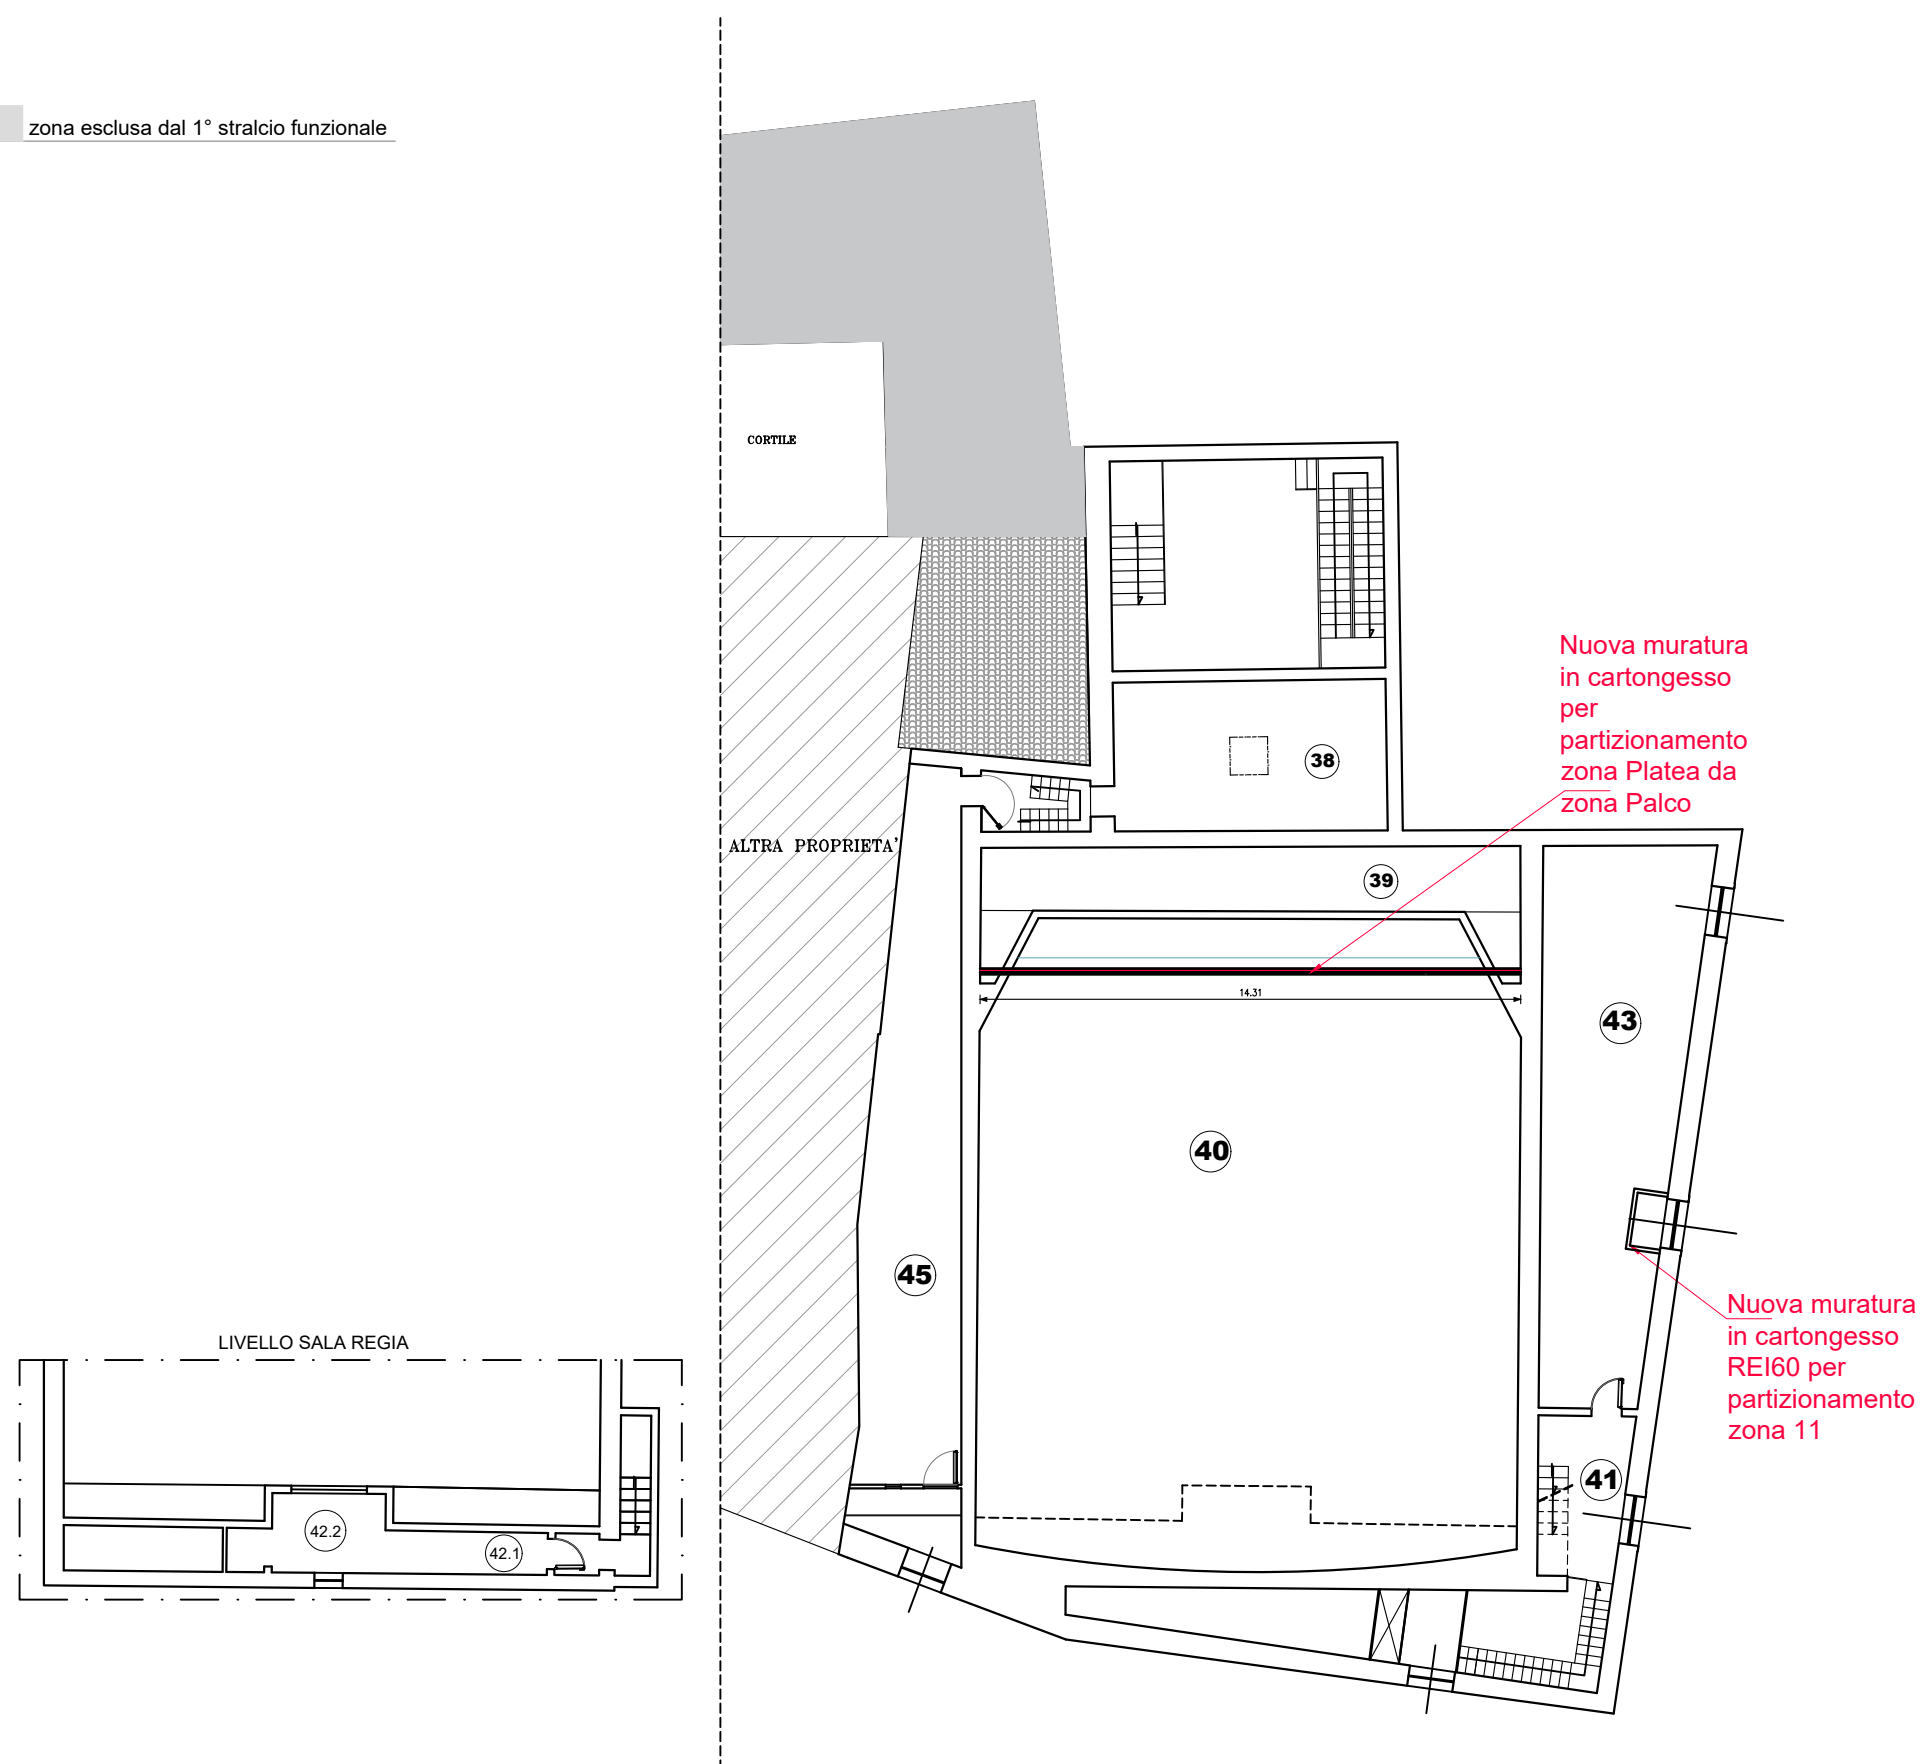 zona esclusa dal 1° stralcio funzionale
CORTILE
Nuova muratura
in cartongesso
per
partizionamento
zona Platea da
zona Palco
38
ALTRA PROPRIETA'
39
14.31
43
40
45
Nuova muratura
in cartongesso
REI60 per
partizionamento
zona 11
LIVELLO SALA REGIA
41
42.2
42.1